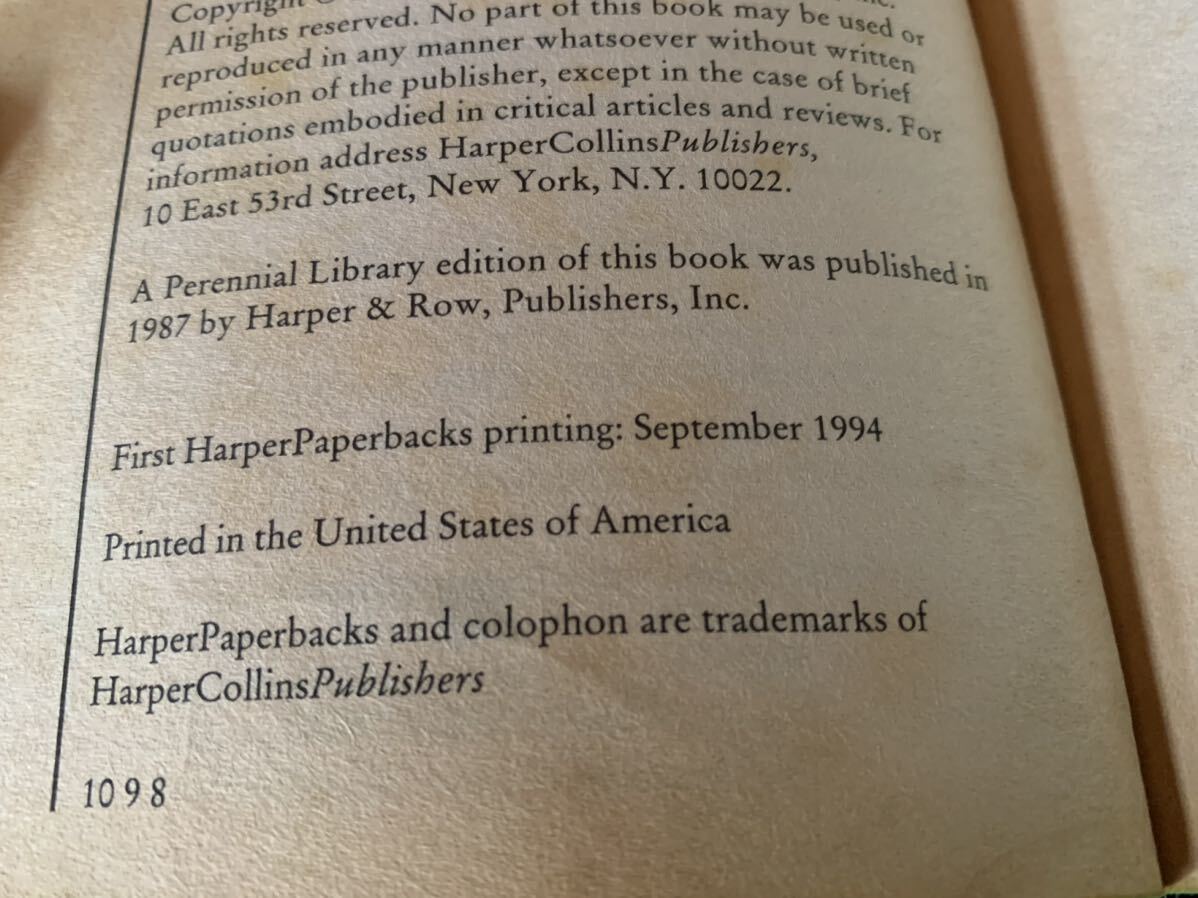 Copyright
All rights reserved. No part of this book may be used or
reproduced in any manner whatsoever without written
permission of the publisher, except in the case of brief
quotations embodied in critical articles and reviews. For
information address HarperCollinsPublishers,
10 East 53rd Street, New York, N.Y. 10022.
A Perennial Library edition of this book was published in
1987 by Harper & Row, Publishers, Inc.
First HarperPaperbacks printing: September 1994
Printed in the United States of America
HarperPaperbacks and colophon are trademarks of
HarperCollinsPublishers
10 9 8